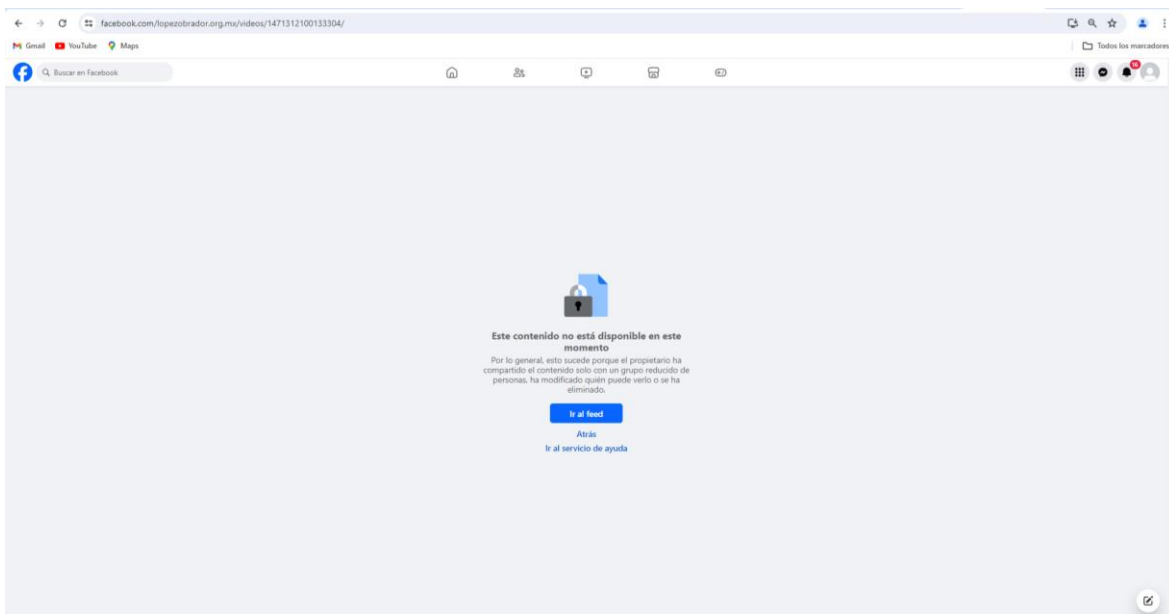 facebook.com/lopezobrador.org.mx/videos/1471312100133304/
Gmail YouTube Maps Todos los marcadores
Buscar en Facebook 16
Este contenido no está disponible en este
momento
Por lo general, esto sucede porque el propietario ha
compartido el contenido solo con un grupo reducido de
personas, ha modificado quién puede verlo o se ha
eliminado.
Ir al feed
Atrás
Ir al servicio de ayuda